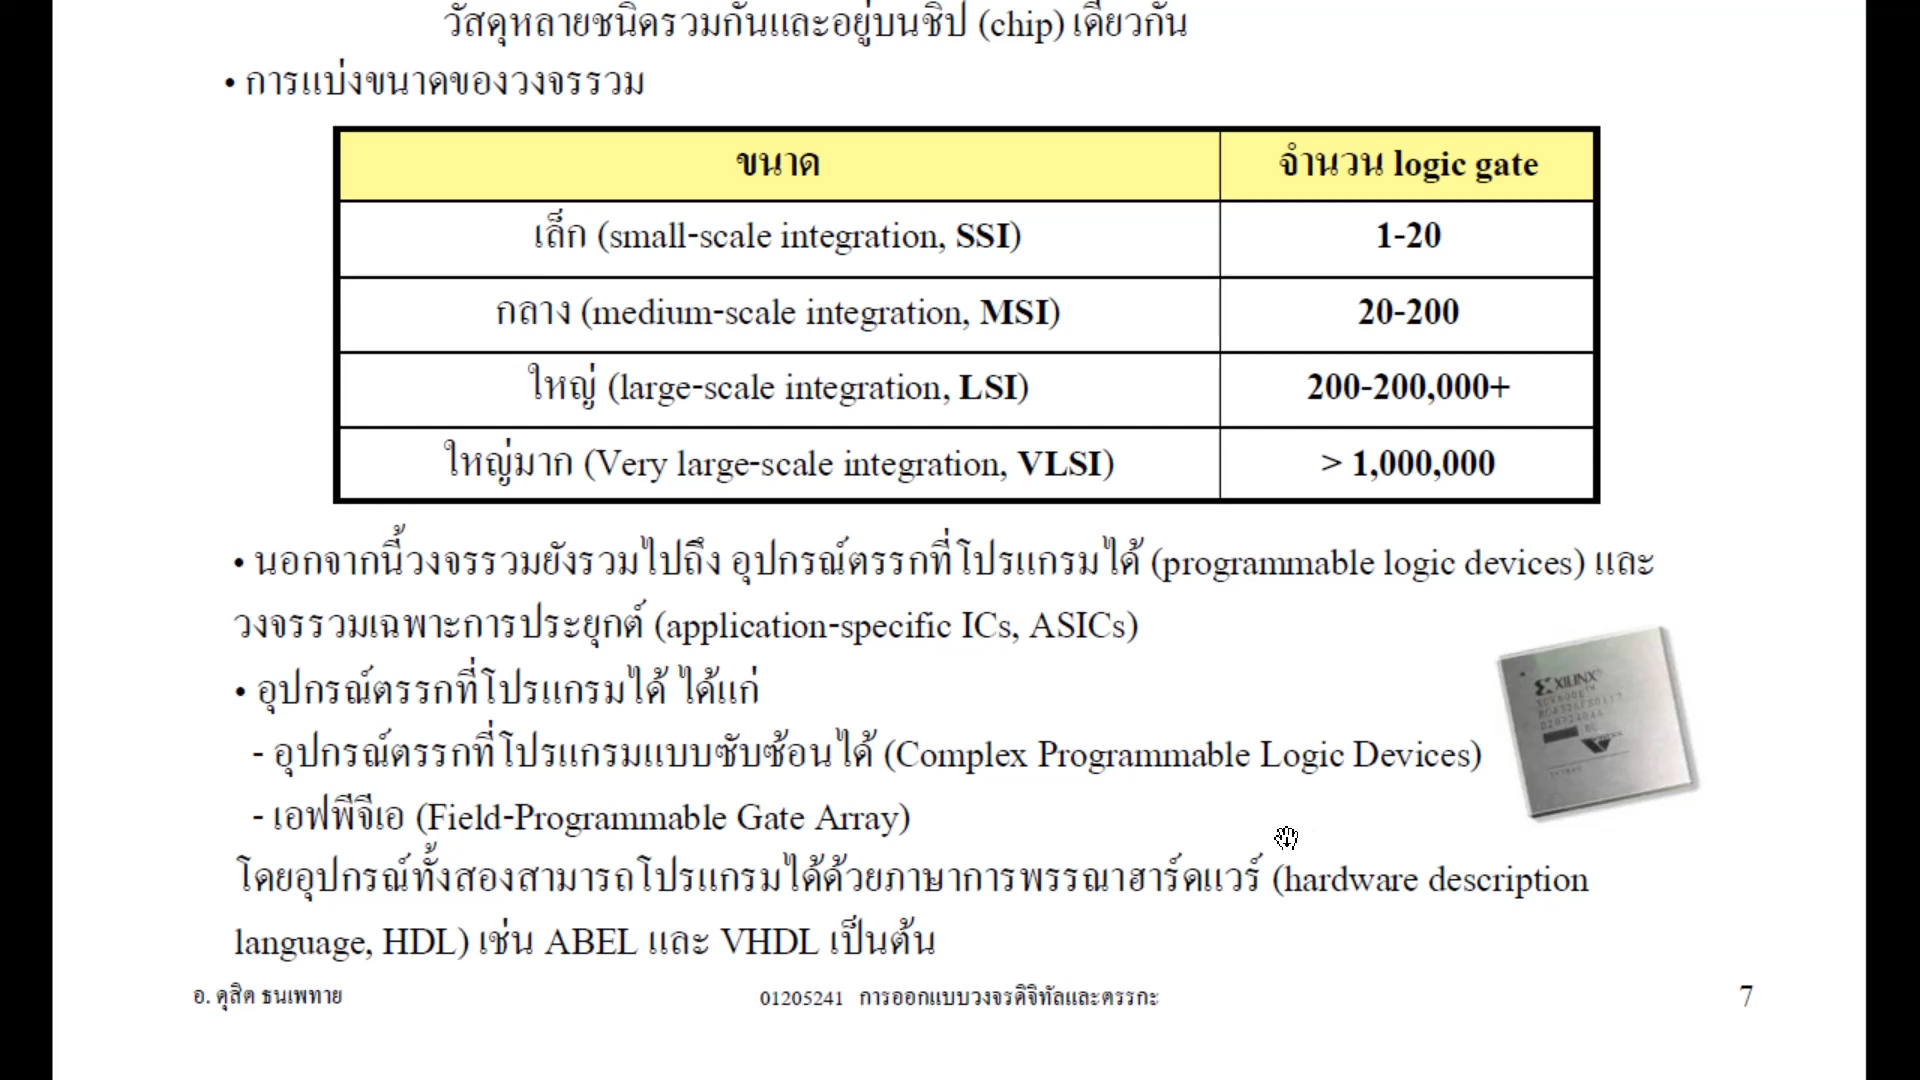 วัสดุหลายชนิดรวมกันและอยู่บนชิป (chip) เดียวกัน
• การแบ่งขนาดของวงจรรวม
ขนาด จำนวน logic gate
เล็ก (small-scale integration, SSI) 1-20
กลาง (medium-scale integration, MSI) 20-200
ใหญ่ (large-scale integration, LSI) 200-200,000+
ใหญ่มาก (Very large-scale integration, VLSI) > 1,000,000
• นอกจากนี้วงจรรวมยังรวมไปถึง อุปกรณ์ตรรกที่โปรแกรมได้ (programmable logic devices) และ
วงจรรวมเฉพาะการประยุกต์ (application-specific ICs, ASICs)
• อุปกรณ์ตรรกที่โปรแกรมได้ ได้แก่
- อุปกรณ์ตรรกที่โปรแกรมแบบซับซ้อนได้ (Complex Programmable Logic Devices)
- เอฟพีจีเอ (Field-Programmable Gate Array)
XILINX
โดยอุปกรณ์ทั้งสองสามารถโปรแกรมได้ด้วยภาษาการพรรณาฮาร์ดแวร์ (hardware description
language, HDL) เช่น ABEL และ VHDL เป็นต้น
อ. ดุสิต ธนเพทาย 01205241 การออกแบบวงจรดิจิทัลและตรรกะ 7